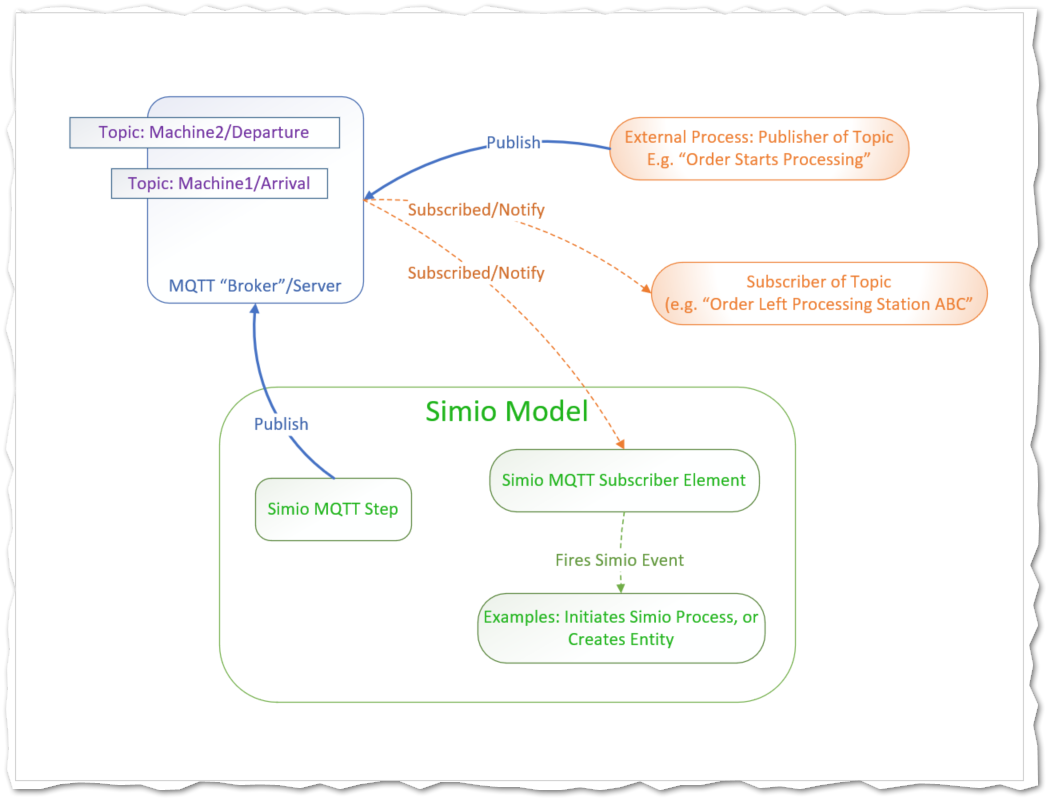 Topic: Machine2/Departure
Topic: Machine1/Arrival
MQTT “Broker”/Server
Publish
External Process: Publisher of Topic
E.g. “Order Starts Processing”
Subscribed/Notify
Subscribed/Notify
Subscriber of Topic
(e.g. “Order Left Processing Station ABC”
Publish
Simio Model
Simio MQTT Step
Simio MQTT Subscriber Element
Fires Simio Event
Examples: Initiates Simio Process, or
Creates Entity